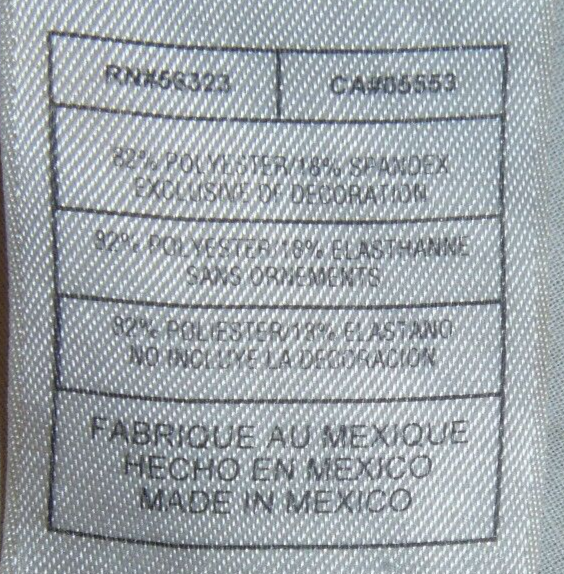 RN#56323
CA#05553
82% POLYESTER/18% SPANDEX
EXCLUSIVE OF DECORATION
82% POLYESTER/18% ELASTHANNE
SANS ORNEMENTS
82% POLIESTER/18% ELASTANO
NO INCLUYE LA DECORACION
FABRIQUE AU MEXIQUE
HECHO EN MEXICO
MADE IN MEXICO